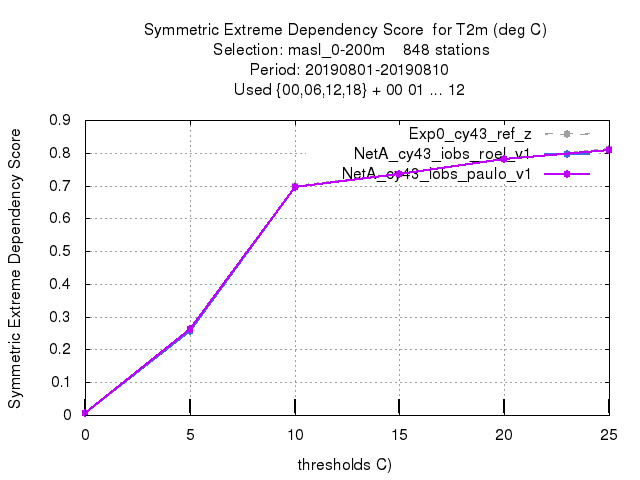 Symmetric Extreme Dependency Score  for T2m (deg C)
Selection: masl_0-200m    848 stations
Period: 20190801-20190810
Used {00,06,12,18} + 00 01 ... 12
Symmetric Extreme Dependency Score
0.9
0.8
0.7
0.6
0.5
0.4
0.3
0.2
0.1
0
Exp0_cy43_ref_z
NetA_cy43_iobs_roel_v1
NetA_cy43_iobs_paulo_v1
0 5 10 15 20 25
thresholds C)